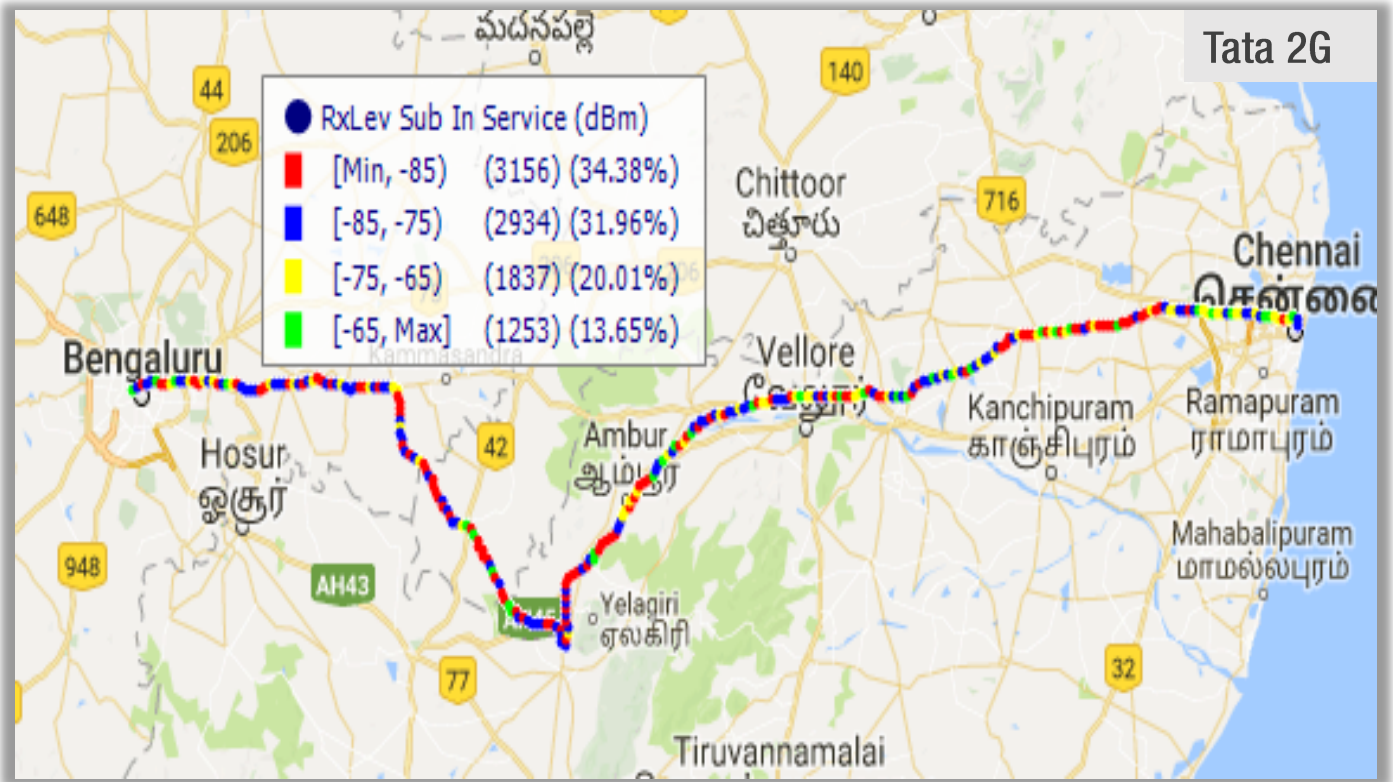 మదనపల్లె
Tata 2G
44
140
206
RxLev Sub In Service (dBm)
[Min, -85) (3156) (34.38%)
[-85, -75) (2934) (31.96%)
[-75, -65) (1837) (20.01%)
[-65, Max] (1253) (13.65%)
648
Chittoor
చిత్తూరు
716
Chennai
சென்னை
Bengaluru
Kammasandra
Vellore
வேலூர்
Kanchipuram
காஞ்சிபுரம்
Ramapuram
ராமாபுரம்
Hosur
ஓசூர்
42
Ambur
ஆம்பூர்
Mahabalipuram
மாமல்லபுரம்
948
AH43
Yelagiri
ஏலகிரி
77
32
Tiruvannamalai